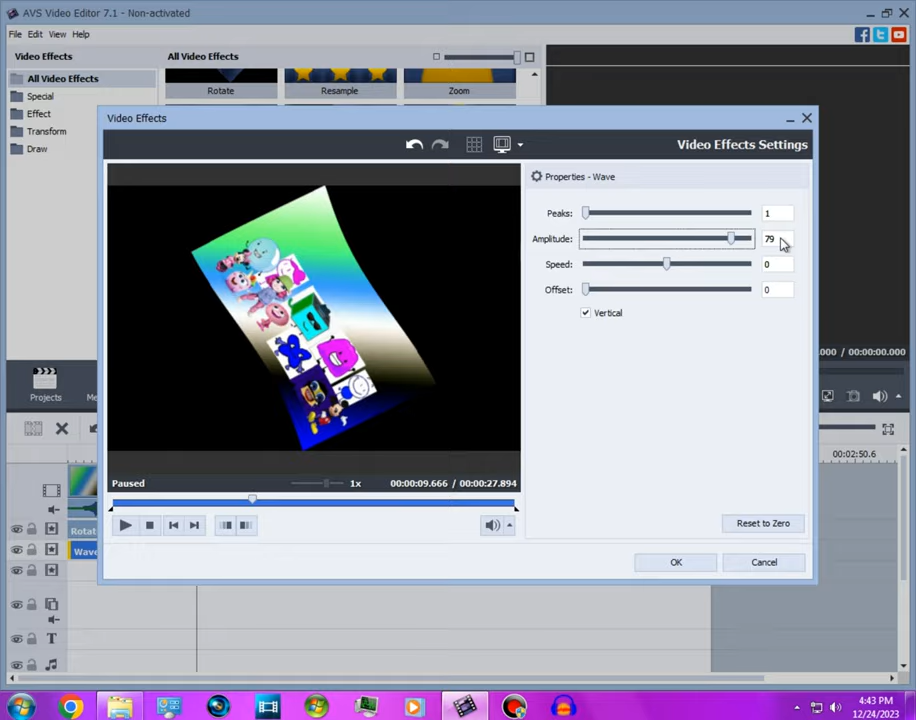 AVS Video Editor 7.1 - Non-activated
File Edit View Help
Video Effects
All Video Effects
All Video Effects
Special
Effect
Transform
Draw
Rotate
Resample
Zoom
Video Effects
Video Effects Settings
Properties - Wave
Peaks: 1
Amplitude: 79
Speed: 0
Offset: 0
Vertical
Paused
1x
00:00:09.666 / 00:00:27.894
Reset to Zero
OK
Cancel
.000 / 00:00:00.000
Projects
00:02:50.6
Rotat
Wave
T
4:43 PM
12/24/2023